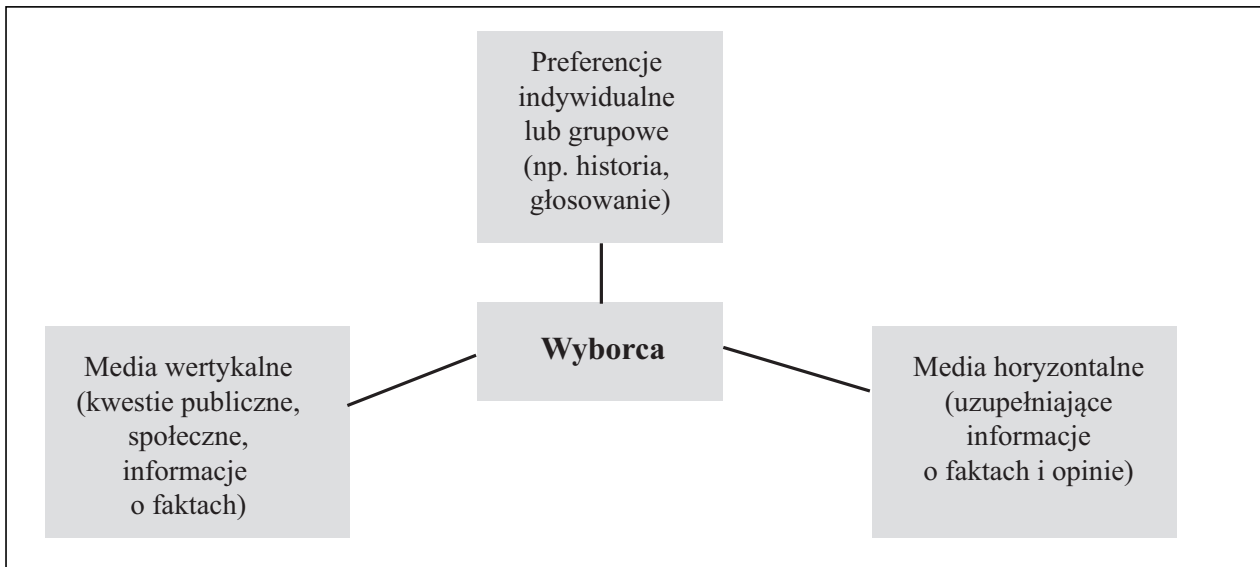 Preferencje
indywidualne
lub grupowe
(np. historia,
głosowanie)
Wyborca
Media wertykalne
(kwestie publiczne,
społeczne,
informacje
o faktach)
Media horyzontalne
(uzupełniające
informacje
o faktach i opinie)